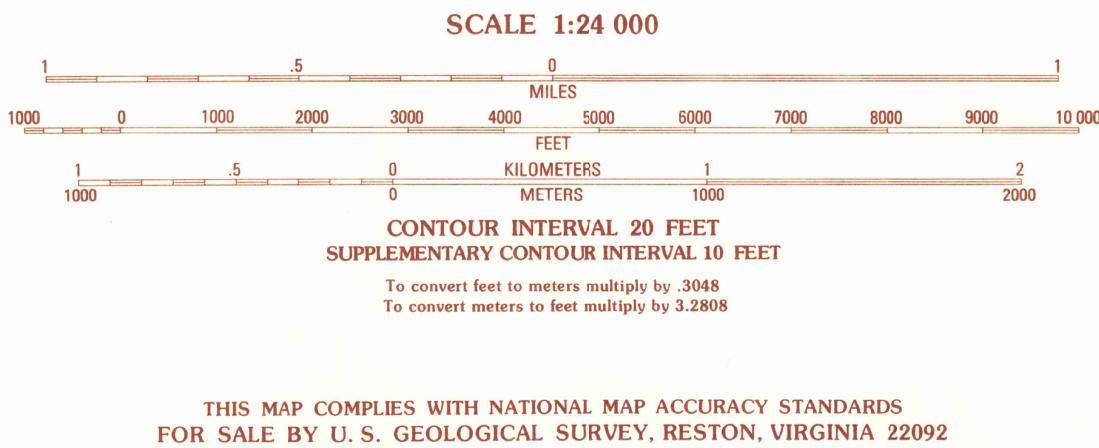 SCALE 1:24 000
1 .5 0 1
MILES
1000 0 1000 2000 3000 4000 5000 6000 7000 8000 9000 10 000
FEET
1 .5 0 KILOMETERS 1 2
1000 0 METERS 1000 2000
CONTOUR INTERVAL 20 FEET
SUPPLEMENTARY CONTOUR INTERVAL 10 FEET
To convert feet to meters multiply by .3048
To convert meters to feet multiply by 3.2808
THIS MAP COMPLIES WITH NATIONAL MAP ACCURACY STANDARDS
FOR SALE BY U. S. GEOLOGICAL SURVEY, RESTON, VIRGINIA 22092